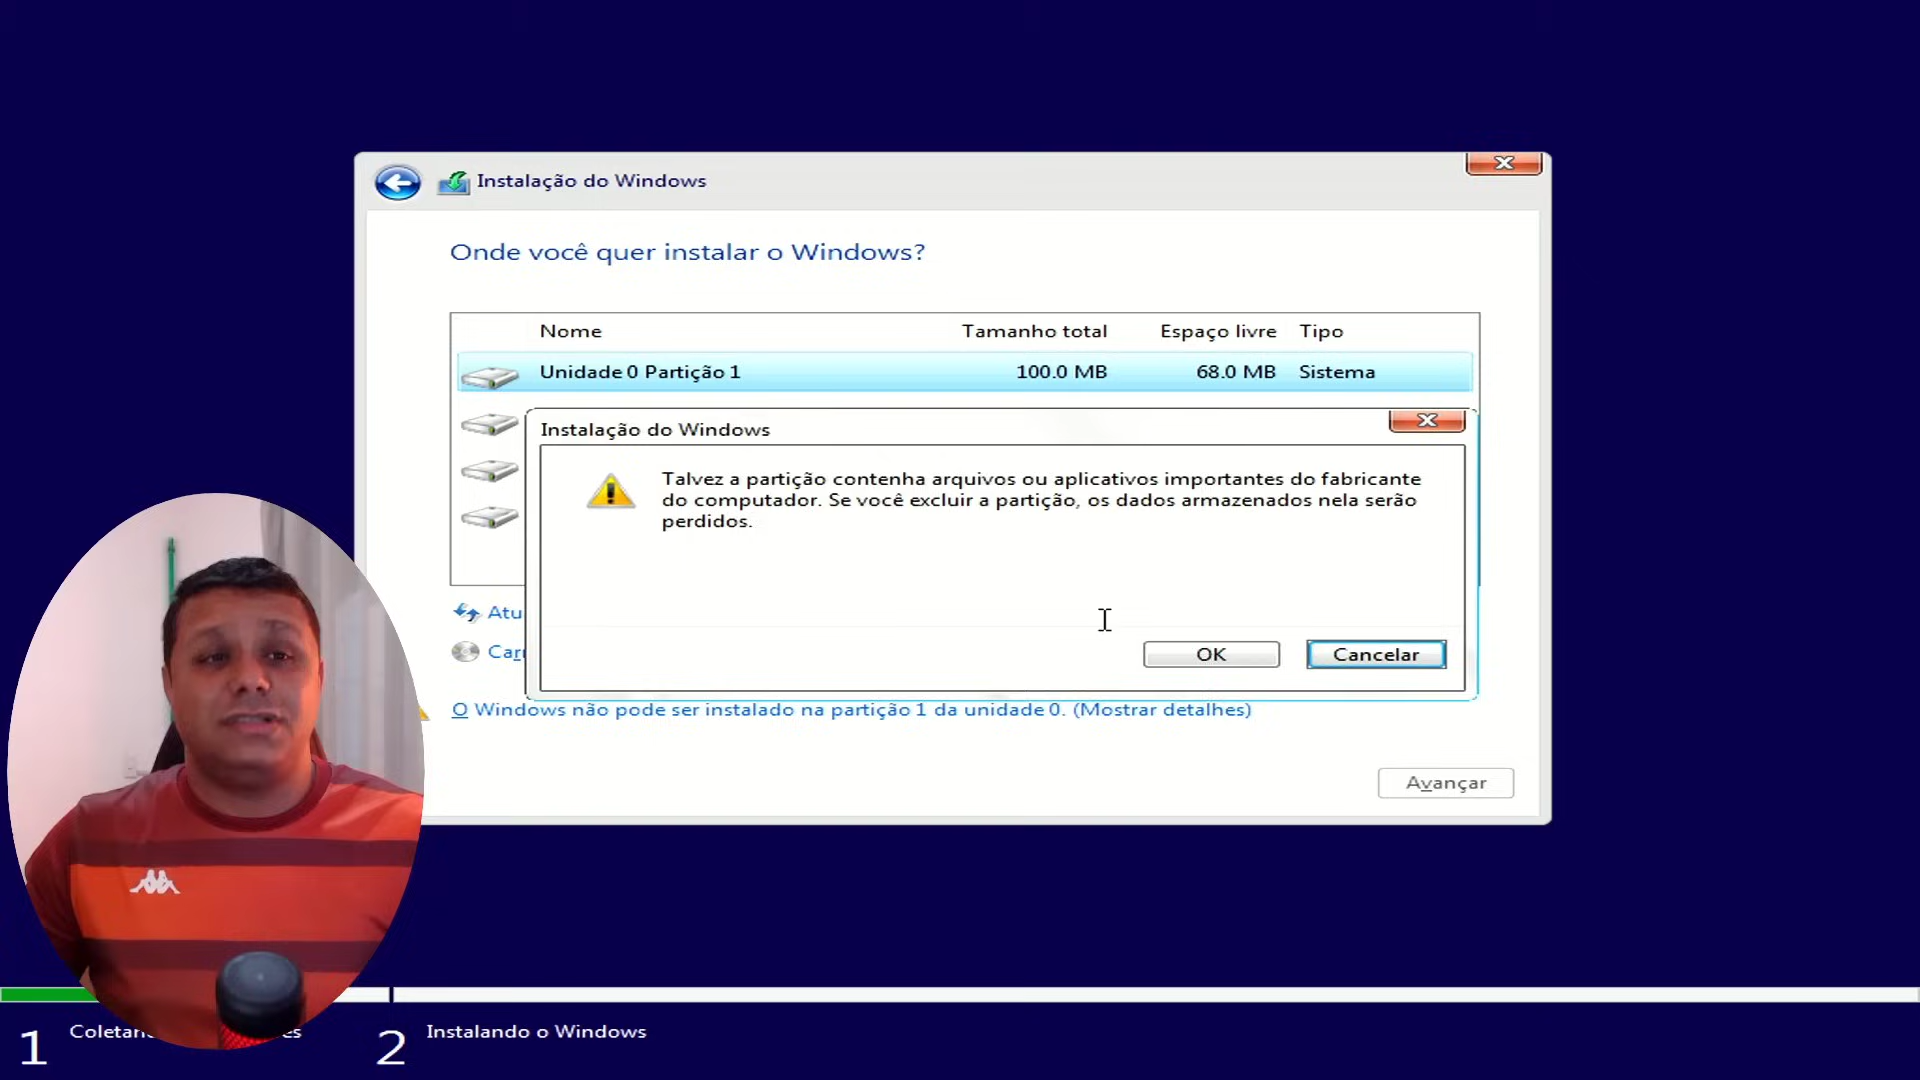 Instalação do Windows
Onde você quer instalar o Windows?
Nome Tamanho total Espaço livre Tipo
Unidade 0 Partição 1 100.0 MB 68.0 MB Sistema
Instalação do Windows
Talvez a partição contenha arquivos ou aplicativos importantes do fabricante
do computador. Se você excluir a partição, os dados armazenados nela serão
perdidos.
OK Cancelar
Atu
Car
O Windows não pode ser instalado na partição 1 da unidade 0. (Mostrar detalhes)
Avançar
1 Coletan es
2 Instalando o Windows